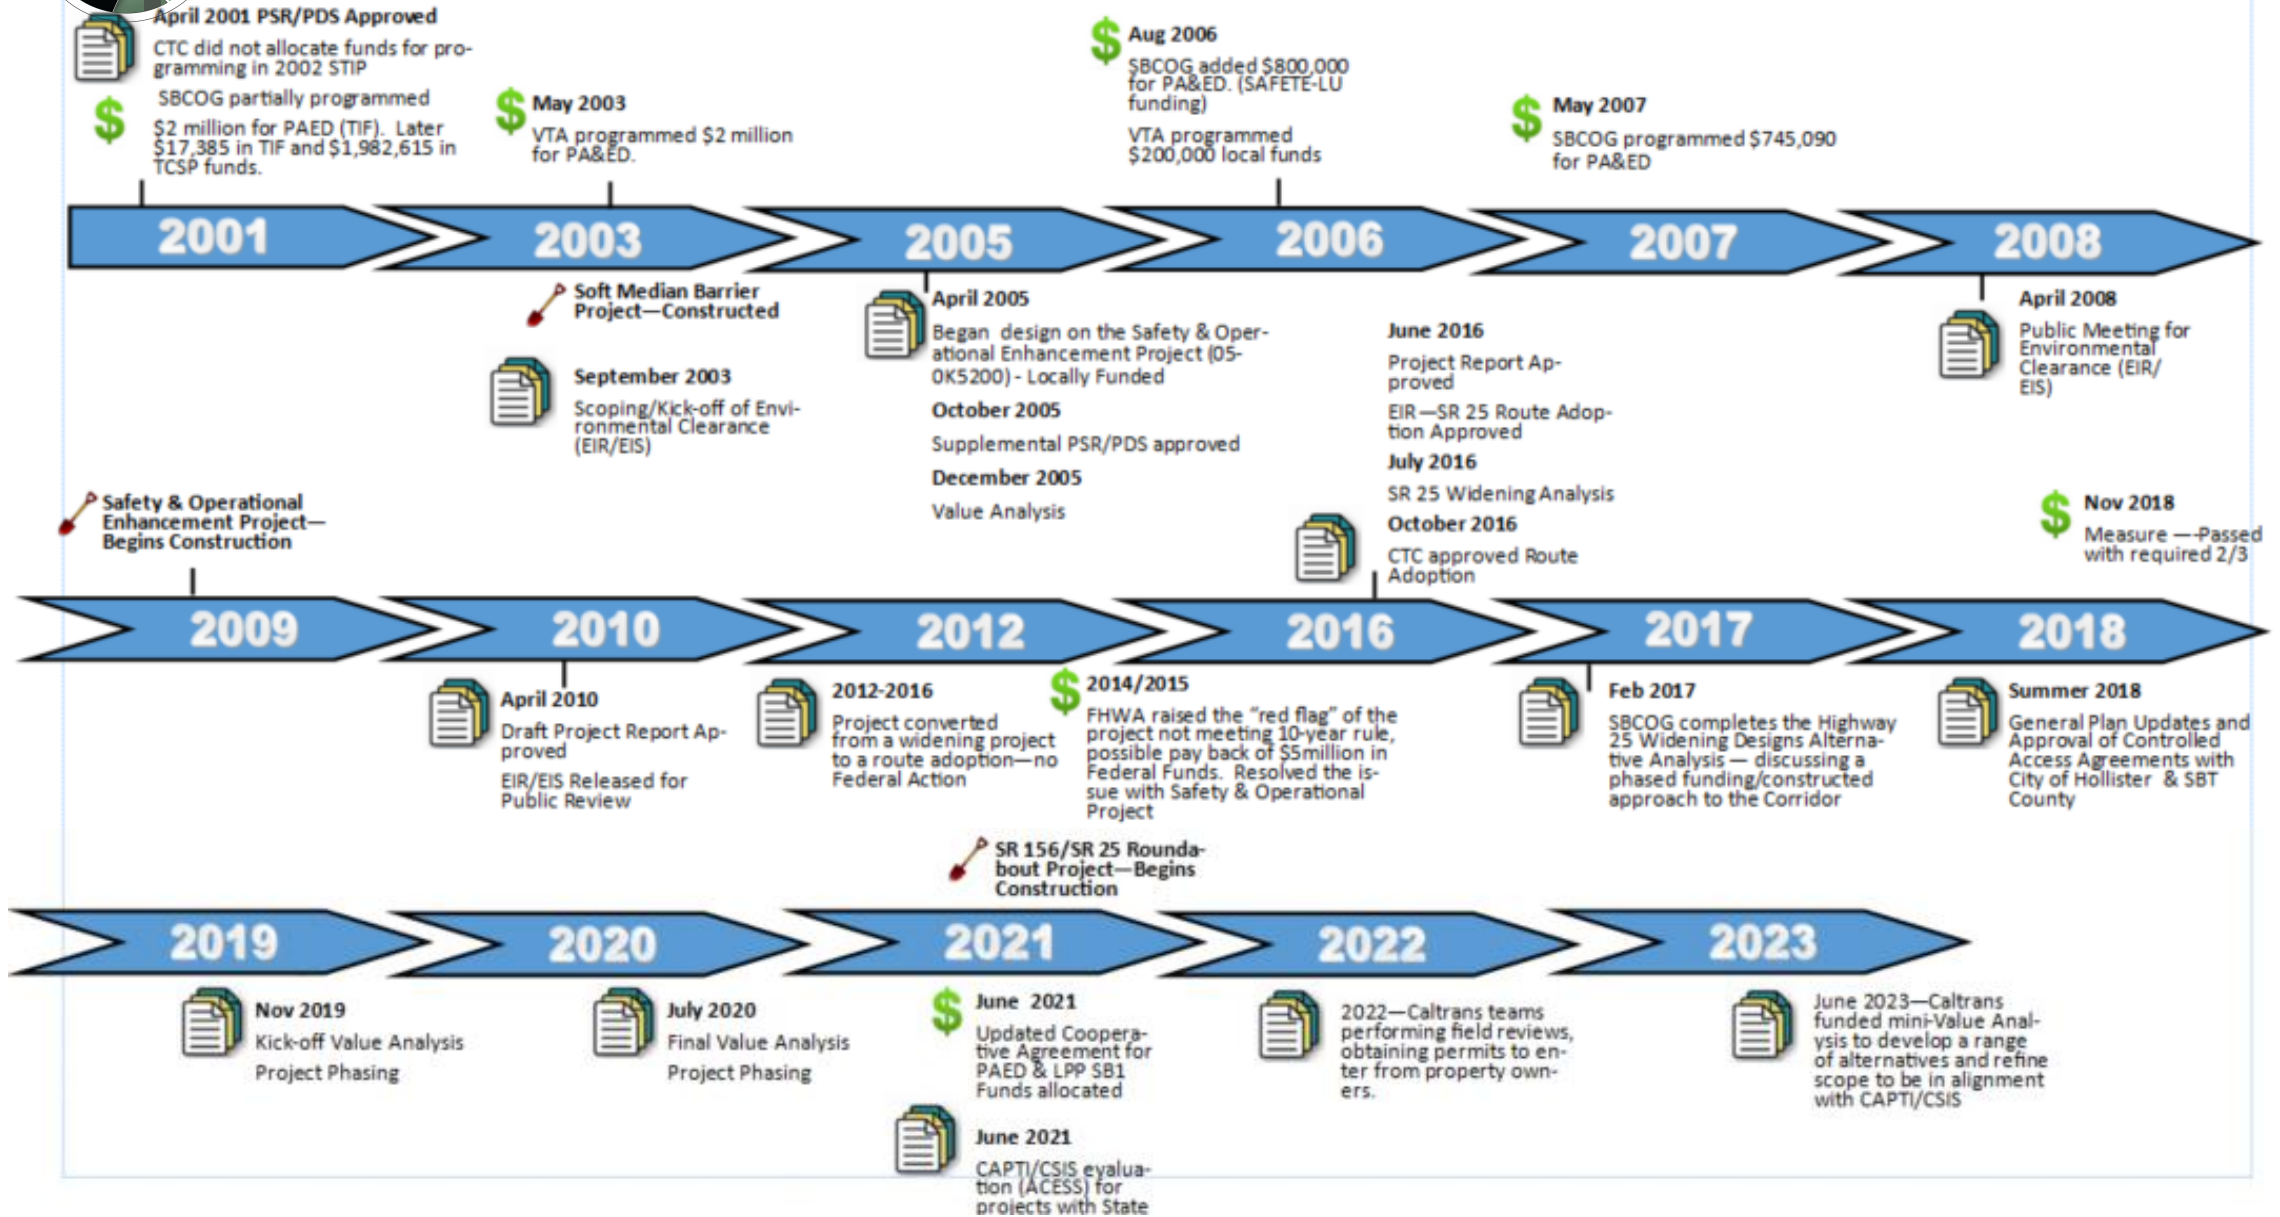 April 2001 PSR/PDS Approved
CTC did not allocate funds for pro-
gramming in 2002 STIP
SBCOG partially programmed
$2 million for PAED (TIF). Later
$17,385 in TIF and $1,982,615 in
TCSP funds.
May 2003
VTA programmed $2 million
for PA&ED.
Aug 2006
SBCOG added $800,000
for PA&ED. (SAFETE-LU
funding)
VTA programmed
$200,000 local funds
May 2007
SBCOG programmed $745,090
for PA&ED
2001
2003
2005
2006
2007
2008
Soft Median Barrier
Project—Constructed
September 2003
Scoping/Kick-off of Envi-
ronmental Clearance
(EIR/EIS)
April 2005
Began design on the Safety & Oper-
ational Enhancement Project (05-
0K5200) - Locally Funded
October 2005
Supplemental PSR/PDS approved
December 2005
Value Analysis
June 2016
Project Report Ap-
proved
EIR—SR 25 Route Adop-
tion Approved
July 2016
SR 25 Widening Analysis
October 2016
CTC approved Route
Adoption
April 2008
Public Meeting for
Environmental
Clearance (EIR/
EIS)
Safety & Operational
Enhancement Project—
Begins Construction
Nov 2018
Measure —-Passed
with required 2/3
2009
2010
2012
2016
2017
2018
April 2010
Draft Project Report Ap-
proved
EIR/EIS Released for
Public Review
2012-2016
Project converted
from a widening project
to a route adoption—no
Federal Action
2014/2015
FHWA raised the “red flag” of the
project not meeting 10-year rule,
possible pay back of $5million in
Federal Funds. Resolved the is-
sue with Safety & Operational
Project
Feb 2017
SBCOG completes the Highway
25 Widening Designs Alterna-
tive Analysis — discussing a
phased funding/constructed
approach to the Corridor
Summer 2018
General Plan Updates and
Approval of Controlled
Access Agreements with
City of Hollister & SBT
County
SR 156/SR 25 Rounda-
bout Project—Begins
Construction
2019
2020
2021
2022
2023
Nov 2019
Kick-off Value Analysis
Project Phasing
July 2020
Final Value Analysis
Project Phasing
June 2021
Updated Coopera-
tive Agreement for
PAED & LPP SB1
Funds allocated
June 2021
CAPTI/CSIS evalua-
tion (ACESS) for
projects with State
2022—Caltrans teams
performing field reviews,
obtaining permits to en-
ter from property own-
ers.
June 2023—Caltrans
funded mini-Value Anal-
ysis to develop a range
of alternatives and refine
scope to be in alignment
with CAPTI/CSIS